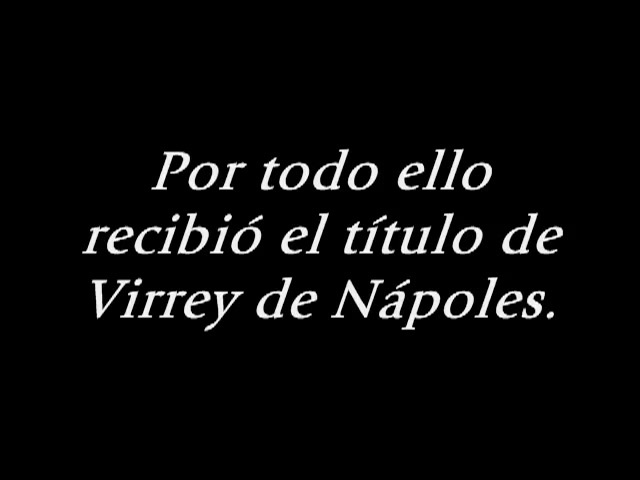 Por todo ello
recibió el título de
Virrey de Nápoles.